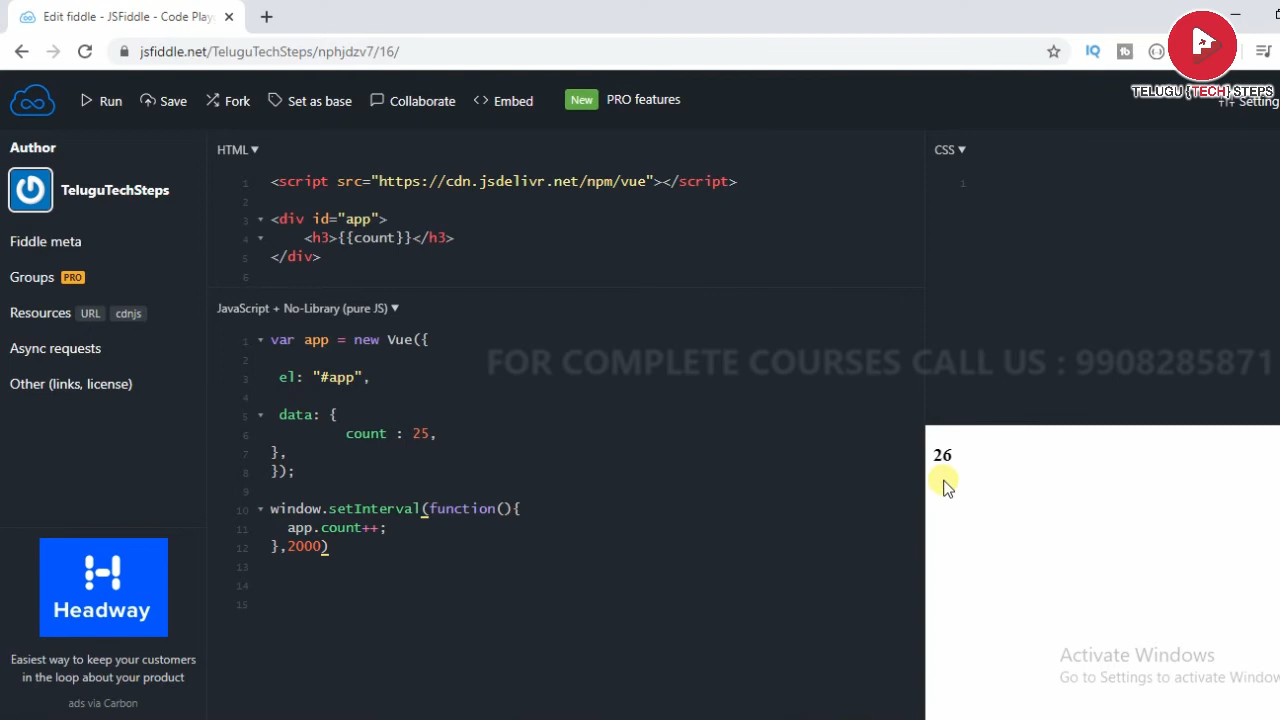 Edit fiddle - JSFiddle - Code Play
jsfiddle.net/TeluguTechSteps/nphjdzv7/16/
IQ
tb
TELUGU {TECH} STEPS
Run
Save
Fork
Set as base
Collaborate
Embed
New
PRO features
Setting
Author
TeluguTechSteps
Fiddle meta
Groups PRO
Resources URL cdnjs
Async requests
Other (links, license)
Headway
Easiest way to keep your customers
in the loop about your product
ads via Carbon
HTML
1 <script src="https://cdn.jsdelivr.net/npm/vue"></script>
2
3 <div id="app">
4 <h3>{{count}}</h3>
5 </div>
6
JavaScript + No-Library (pure JS)
1 var app = new Vue({
2
3 el: "#app",
4
5 data: {
6 count : 25,
7 },
8 });
9
10 window.setInterval(function(){
11 app.count++;
12 },2000)
13
14
15
CSS
1
FOR COMPLETE COURSES CALL US : 9908285871
26
Activate Windows
Go to Settings to activate Window